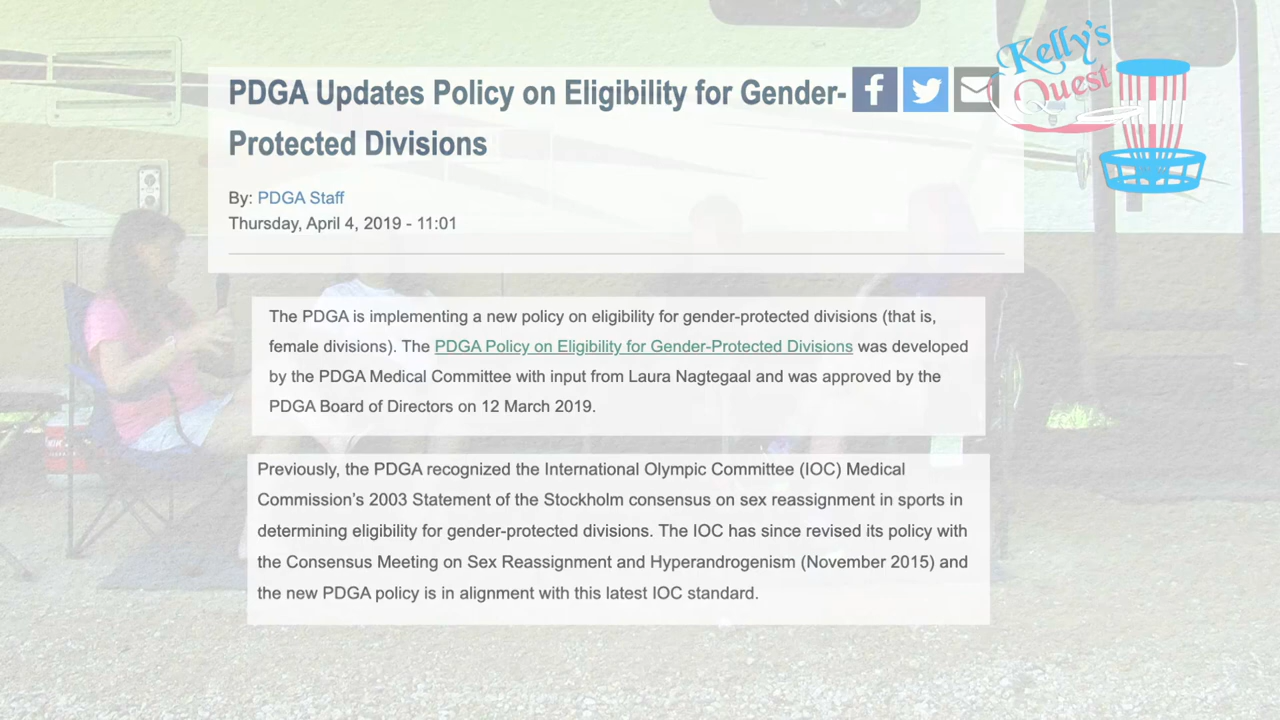 Kelly's
Quest
PDGA Updates Policy on Eligibility for Gender-
Protected Divisions
By: PDGA Staff
Thursday, April 4, 2019 - 11:01
The PDGA is implementing a new policy on eligibility for gender-protected divisions (that is,
female divisions). The PDGA Policy on Eligibility for Gender-Protected Divisions was developed
by the PDGA Medical Committee with input from Laura Nagtegaal and was approved by the
PDGA Board of Directors on 12 March 2019.
Previously, the PDGA recognized the International Olympic Committee (IOC) Medical
Commission's 2003 Statement of the Stockholm consensus on sex reassignment in sports in
determining eligibility for gender-protected divisions. The IOC has since revised its policy with
the Consensus Meeting on Sex Reassignment and Hyperandrogenism (November 2015) and
the new PDGA policy is in alignment with this latest IOC standard.